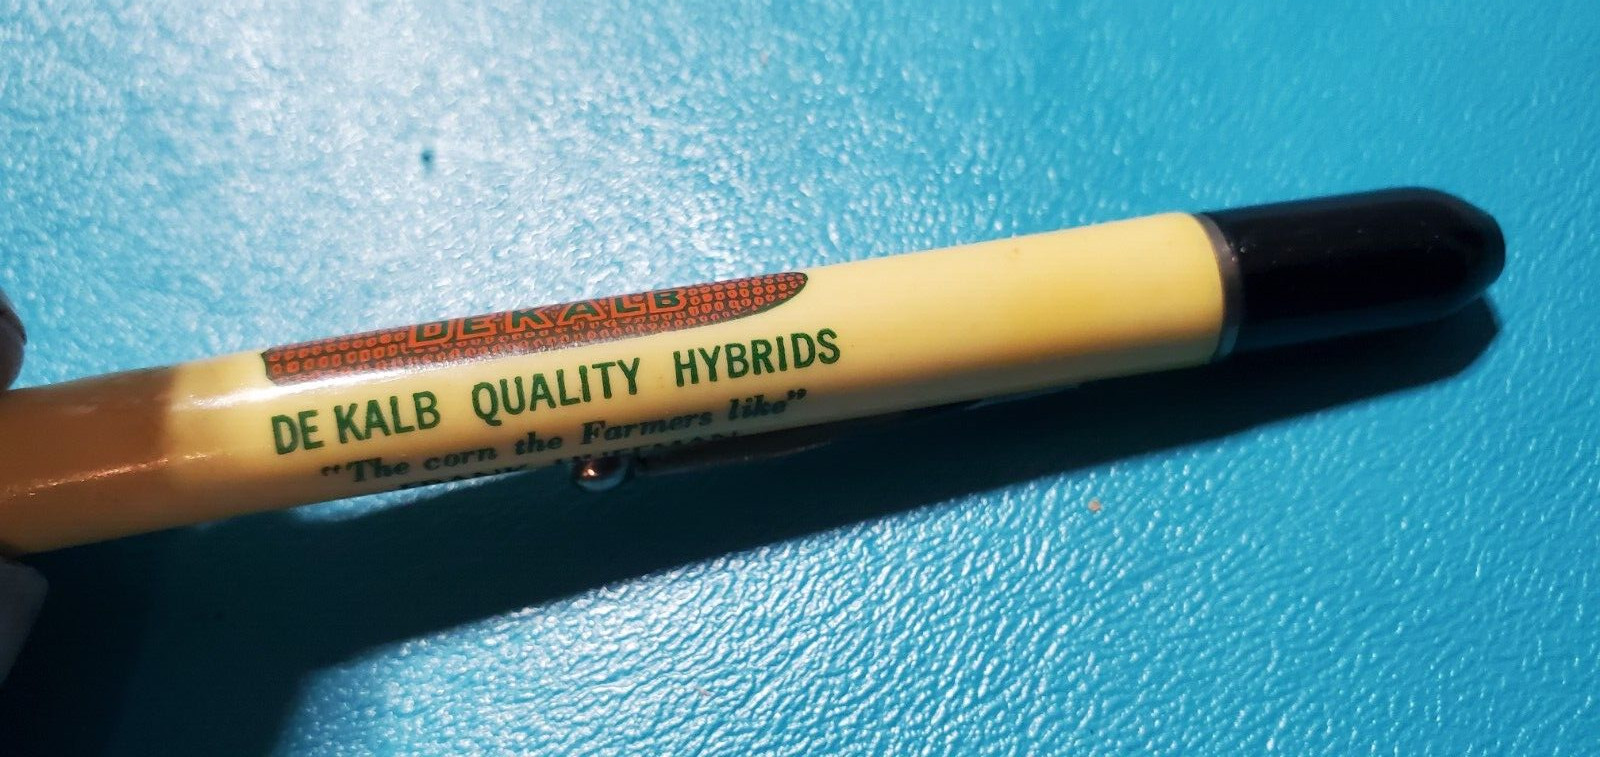 DEKALB
DE KALB QUALITY HYBRIDS
"The corn the Farmers like"